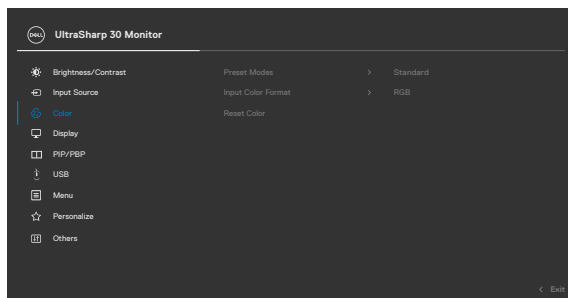 DELL UltraSharp 30 Monitor
Brightness/Contrast Preset Modes > Standard
Input Source Input Color Format > RGB
Color Reset Color
Display
PIP/PBP
USB
Menu
Personalize
Others
< Exit